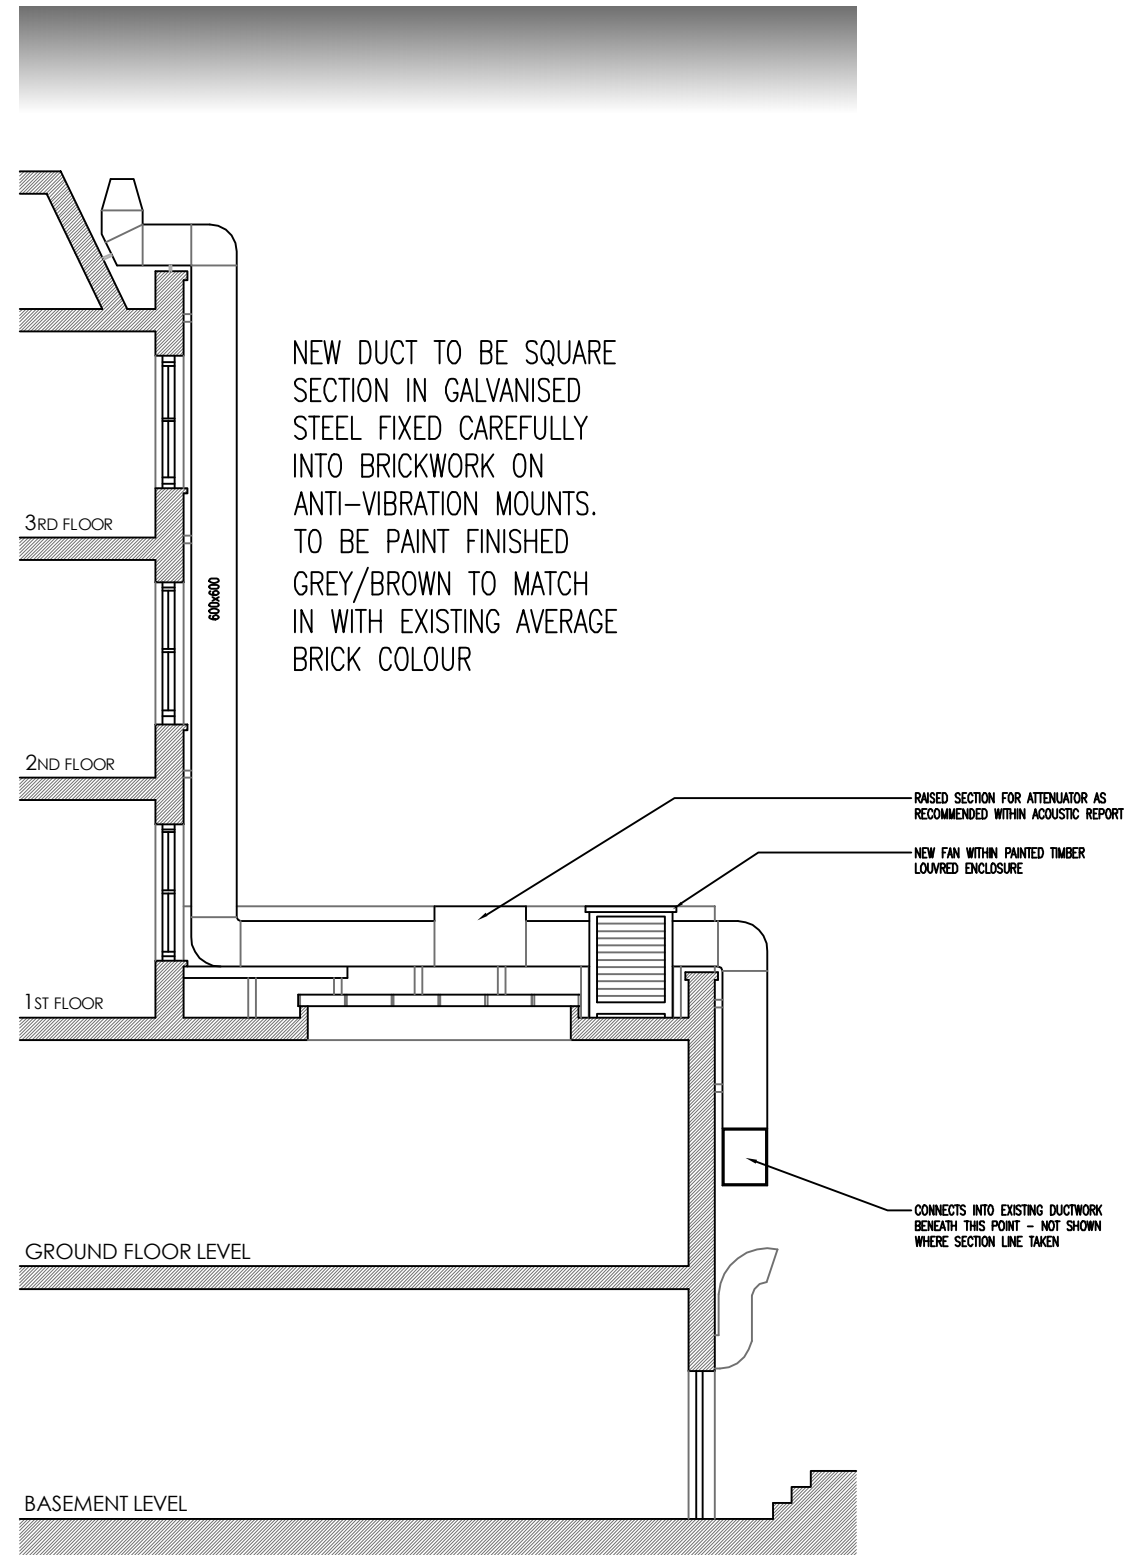 NEW DUCT TO BE SQUARE
SECTION IN GALVANISED
STEEL FIXED CAREFULLY
INTO BRICKWORK ON
ANTI-VIBRATION MOUNTS.
TO BE PAINT FINISHED
GREY/BROWN TO MATCH
IN WITH EXISTING AVERAGE
BRICK COLOUR
3RD FLOOR
600x600
2ND FLOOR
RAISED SECTION FOR ATTENUATOR AS
RECOMMENDED WITHIN ACOUSTIC REPORT
NEW FAN WITHIN PAINTED TIMBER
LOUVRED ENCLOSURE
1ST FLOOR
CONNECTS INTO EXISTING DUCTWORK
BENEATH THIS POINT - NOT SHOWN
WHERE SECTION LINE TAKEN
GROUND FLOOR LEVEL
BASEMENT LEVEL